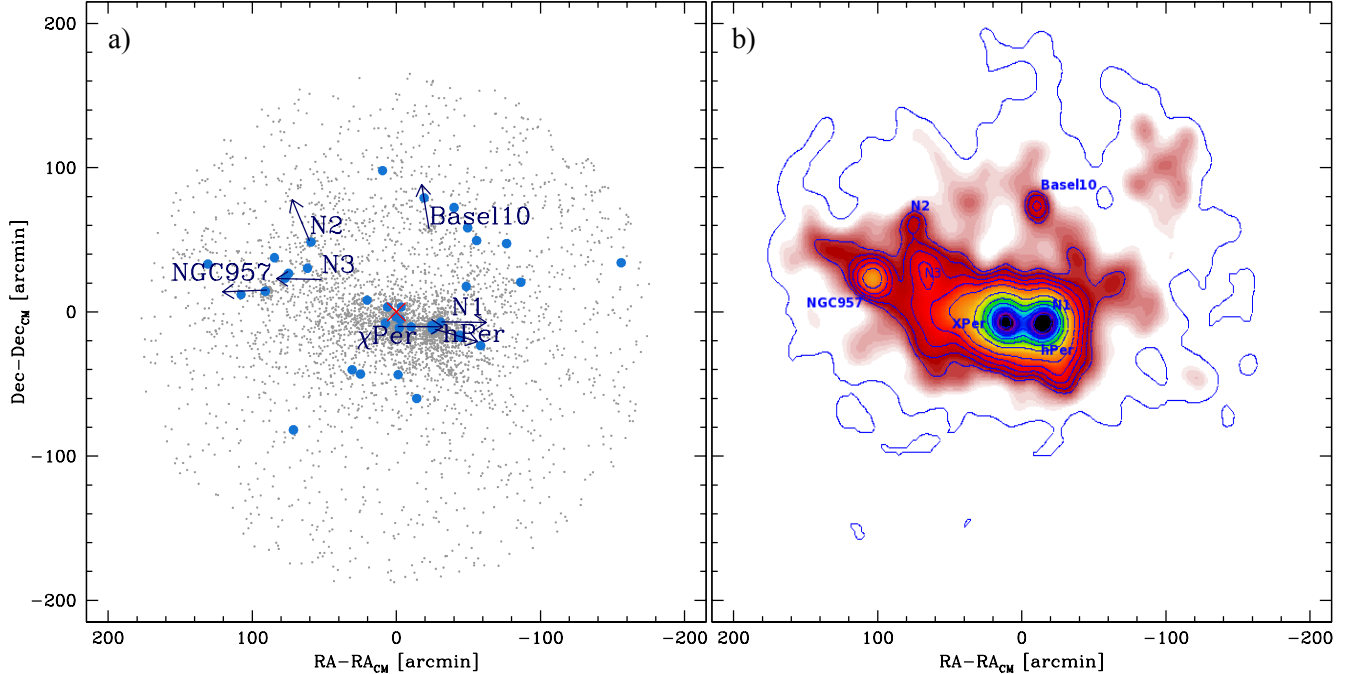 a)
200
100
0
−100
−200
Dec−Dec_CM [arcmin]
Basel10
N2
N3
NGC957
N1
χPer
hPer
200
100
0
−100
−200
RA−RA_CM [arcmin]
b)
Basel10
N2
N3
NGC957
N1
XPer
hPer
200
100
0
−100
−200
RA−RA_CM [arcmin]